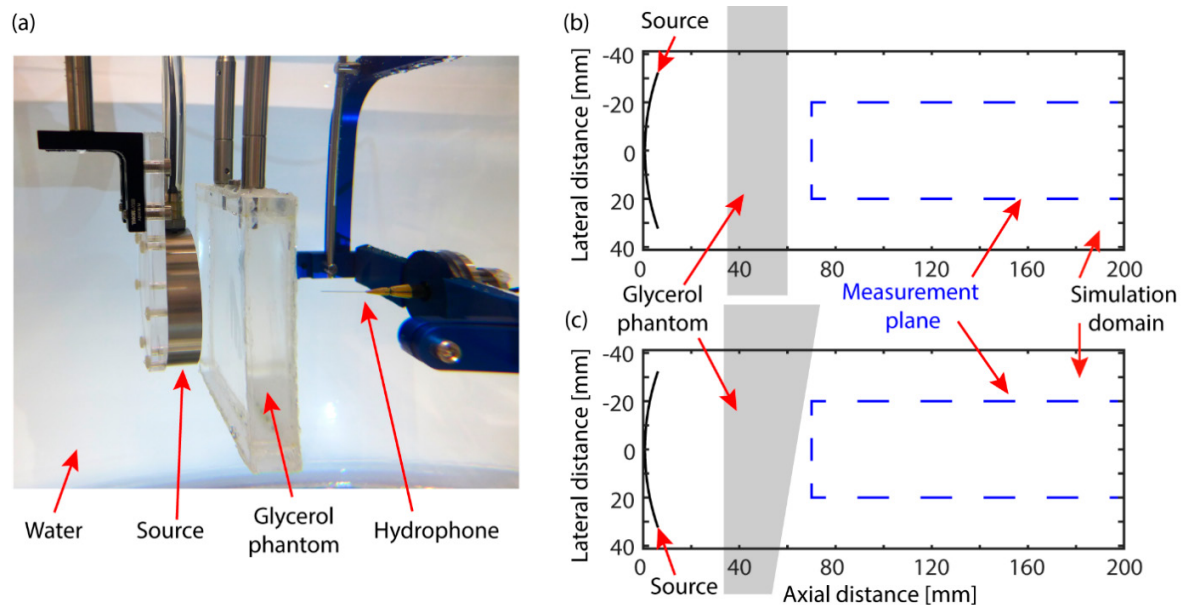 (a)
Water
Source
Glycerol
phantom
Hydrophone
(b)
Source
Lateral distance [mm]
-40
-20
0
20
40
0
40
80
120
160
200
Glycerol
phantom
Measurement
plane
Simulation
domain
(c)
Lateral distance [mm]
-40
-20
0
20
40
0
40
80
120
160
200
Source
Axial distance [mm]